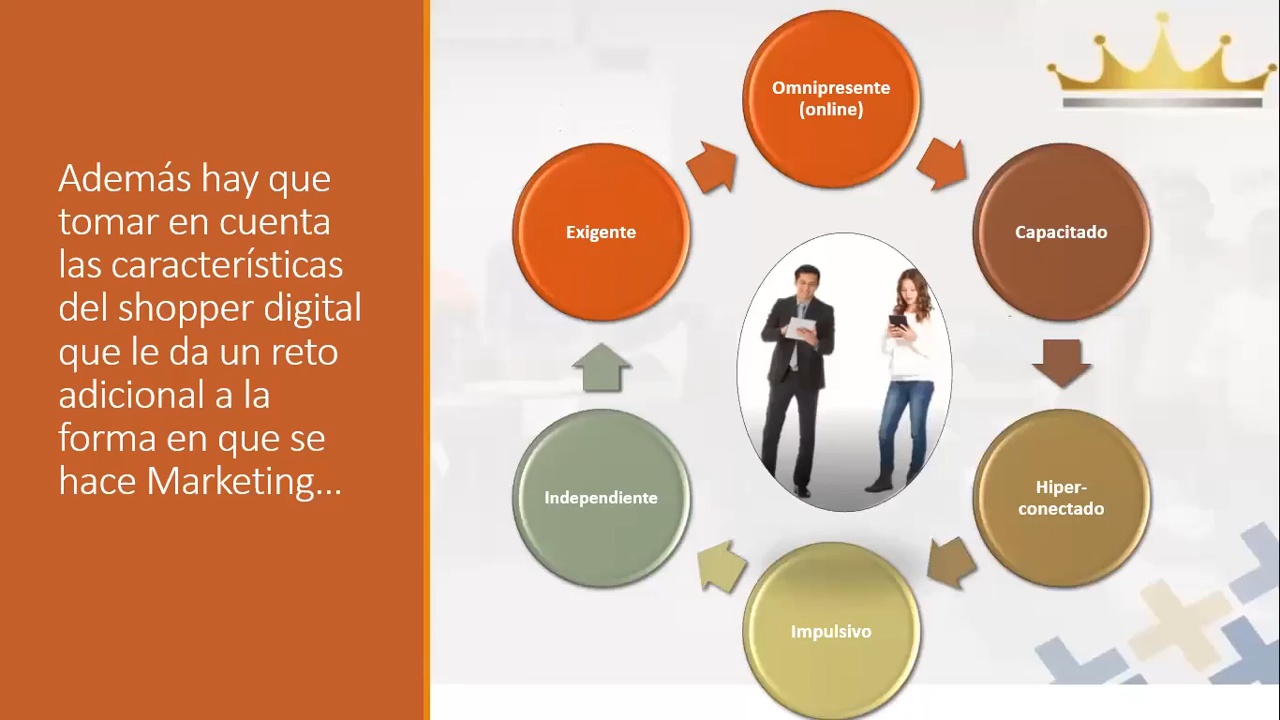 Además hay que
tomar en cuenta
las características
del shopper digital
que le da un reto
adicional a la
forma en que se
hace Marketing...
Omnipresente
(online)
Capacitado
Hiper-
conectado
Impulsivo
Independiente
Exigente